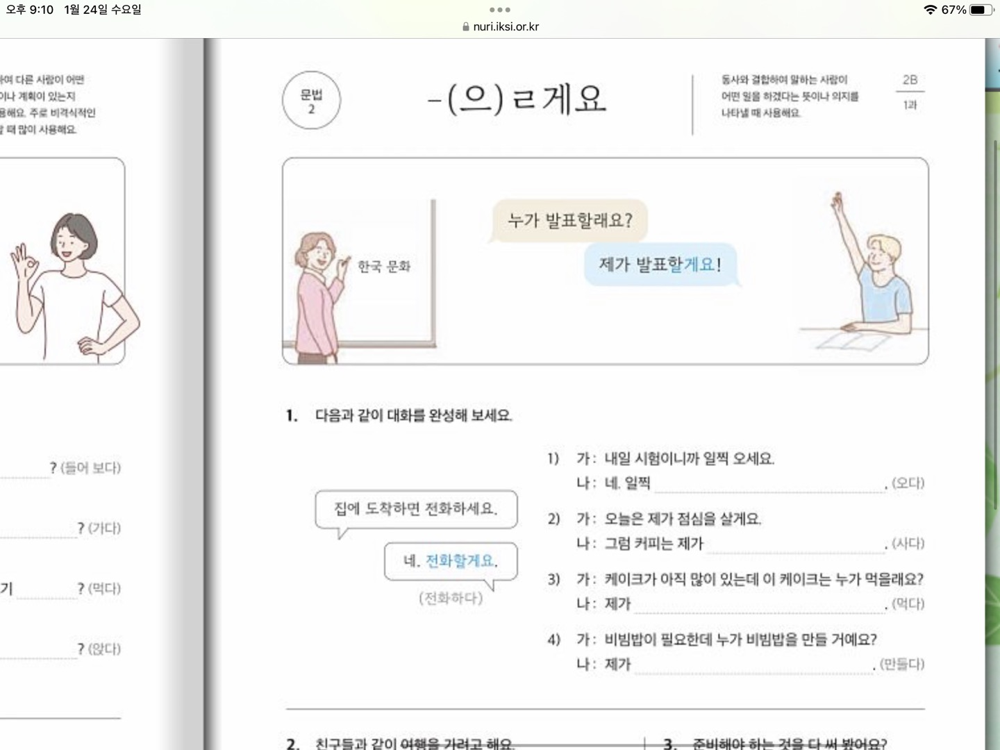 오후 9:10 1월 24일 수요일
67%
nuri.iksi.or.kr
여 다른 사람이 어떤
이나 계획이 있는지
용해요. 주로 비격식적인
할 때 많이 사용해요.
? (들어 보다)
? (가다)
기 ? (먹다)
? (앉다)
문법
2
-(으)ㄹ게요
동사와 결합하여 말하는 사람이
어떤 일을 하겠다는 뜻이나 의지를
나타낼 때 사용해요.
2B
1과
누가 발표할래요?
제가 발표할게요!
한국 문화
1. 다음과 같이 대화를 완성해 보세요.
집에 도착하면 전화하세요.
네. 전화할게요.
(전화하다)
1) 가 : 내일 시험이니까 일찍 오세요.
나 : 네. 일찍 . (오다)
2) 가 : 오늘은 제가 점심을 살게요.
나 : 그럼 커피는 제가 . (사다)
3) 가 : 케이크가 아직 많이 있는데 이 케이크는 누가 먹을래요?
나 : 제가 . (먹다)
4) 가 : 비빔밥이 필요한데 누가 비빔밥을 만들 거예요?
나 : 제가 . (만들다)
2. 친구들과 같이 여행을 가려고 해요.
3. 준비해야 하는 것을 다 써 봤어요?